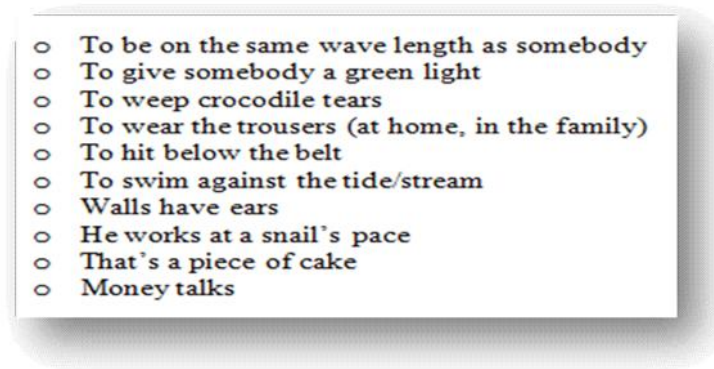 o To be on the same wave length as somebody
o To give somebody a green light
o To weep crocodile tears
o To wear the trousers (at home, in the family)
o To hit below the belt
o To swim against the tide/stream
o Walls have ears
o He works at a snail's pace
o That's a piece of cake
o Money talks